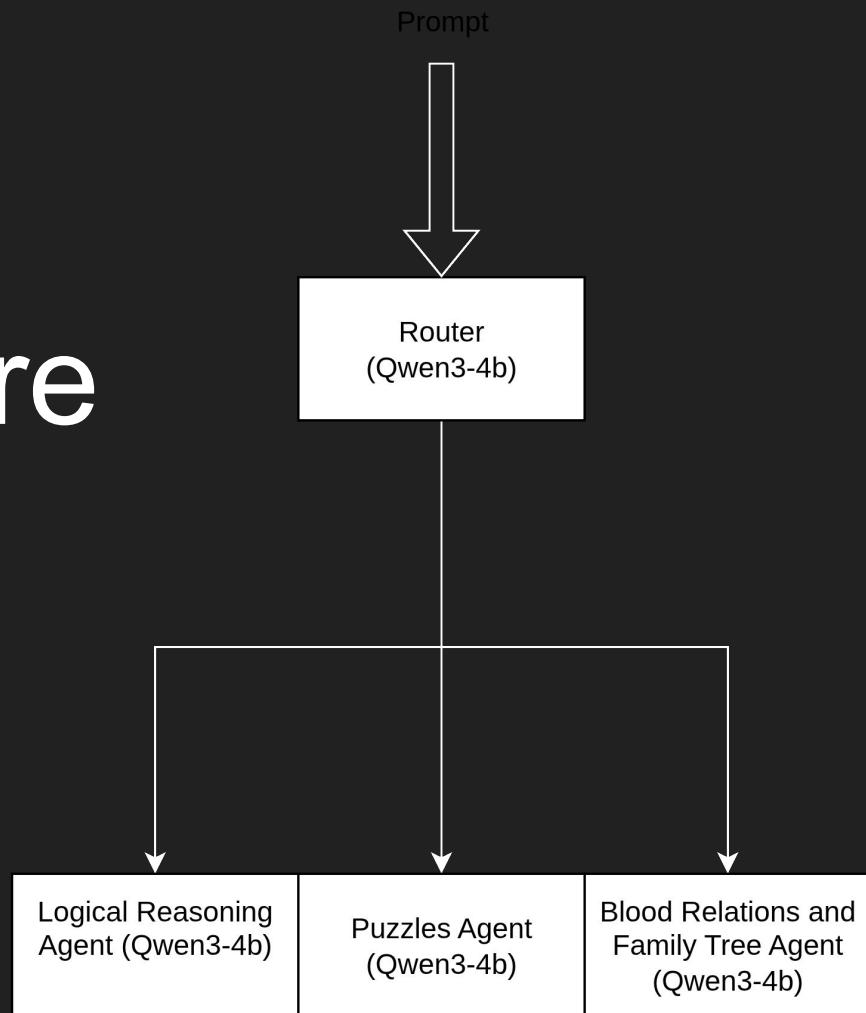 Prompt
Router
(Qwen3-4b)
re
Logical Reasoning
Agent (Qwen3-4b)
Puzzles Agent
(Qwen3-4b)
Blood Relations and
Family Tree Agent
(Qwen3-4b)